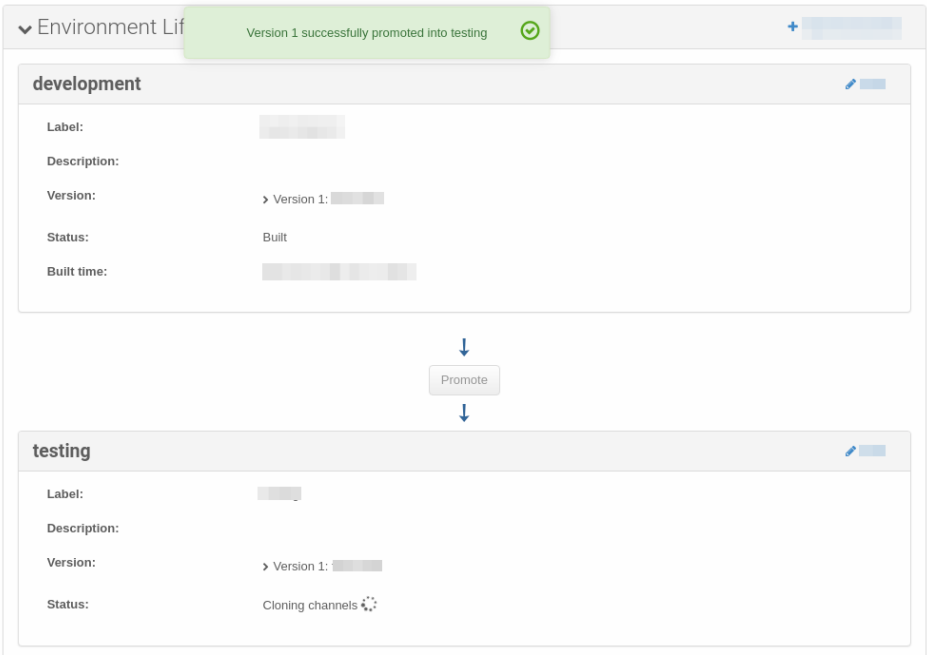 Environment Lif
Version 1 successfully promoted into testing
development
Label:
Description:
Version:
Version 1:
Status:
Built
Built time:
Promote
testing
Label:
Description:
Version:
Version 1:
Status:
Cloning channels